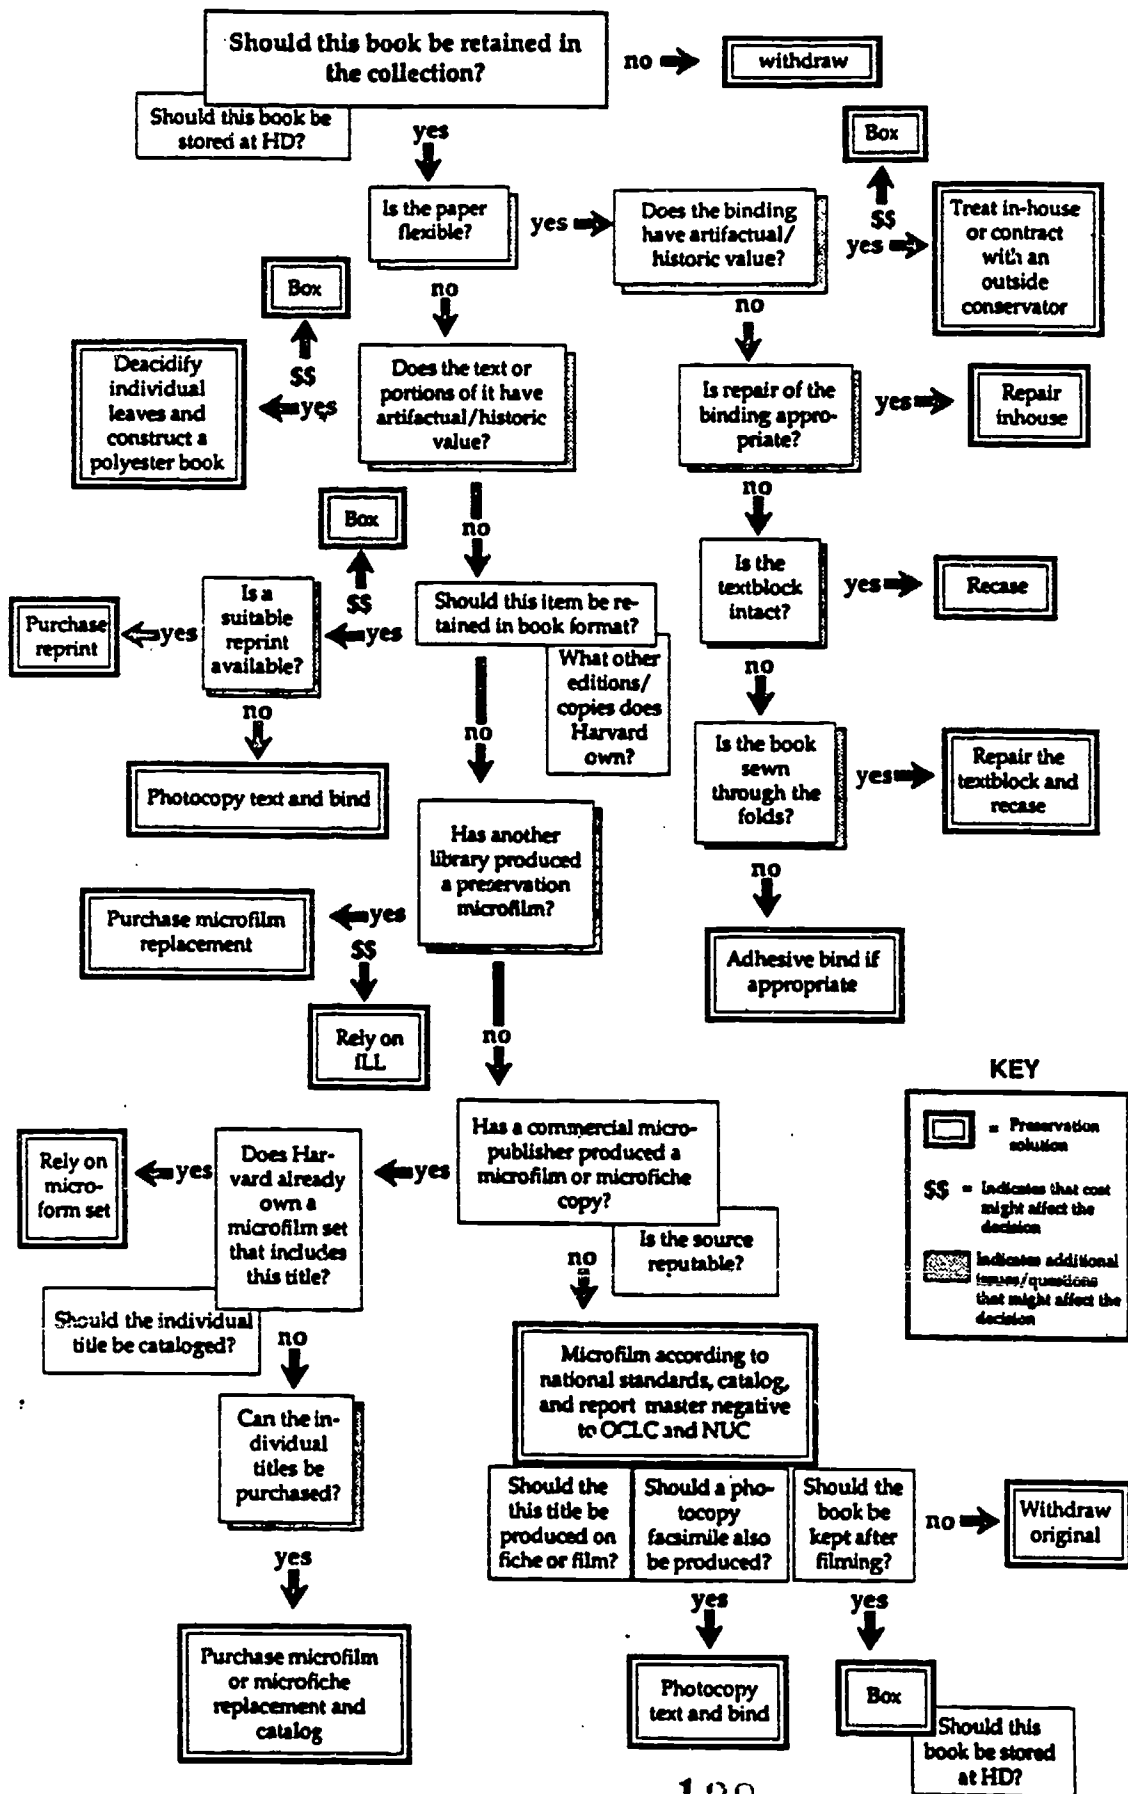 Should this book be retained in
the collection?
no
withdraw
Should this book be
stored at HD?
yes
Is the paper
flexible?
yes
Does the binding
have artifactual/
historic value?
Box
$$
yes
Treat in-house
or contract
with an
outside
conservator
no
no
Box
$$
yes
Deacidify
individual
leaves and
construct a
polyester book
Does the text or
portions of it have
artifactual/historic
value?
Is repair of the
binding appro-
priate?
yes
Repair
inhouse
no
no
Box
$$
yes
Should this item be re-
tained in book format?
What other
editions/
copies does
Harvard
own?
Is a
suitable
reprint
available?
yes
Purchase
reprint
no
Photocopy text and bind
Is the
textblock
intact?
yes
Recase
no
Is the book
sewn
through the
folds?
yes
Repair the
textblock and
recase
no
Adhesive bind if
appropriate
no
Has another
library produced
a preservation
microfilm?
yes
Purchase microfilm
replacement
$$
Rely on
ILL
no
Has a commercial micro-
publisher produced a
microfilm or microfiche
copy?
Is the source
reputable?
yes
Does Har-
vard already
own a
microfilm set
that includes
this title?
yes
Rely on
micro-
form set
Should the individual
title be cataloged?
no
Can the in-
dividual
titles be
purchased?
yes
Purchase microfilm
or microfiche
replacement and
catalog
no
Microfilm according to
national standards, catalog,
and report master negative
to OCLC and NUC
Should the
this title be
produced on
fiche or film?
Should a pho-
tocopy
facsimile also
be produced?
Should the
book be
kept after
filming?
no
Withdraw
original
yes
Photocopy
text and bind
yes
Box
Should this
book be stored
at HD?
KEY
= Preservation
solution
$$ = Indicates that cost
might affect the
decision
Indicates additional
issues/questions
that might affect the
decision